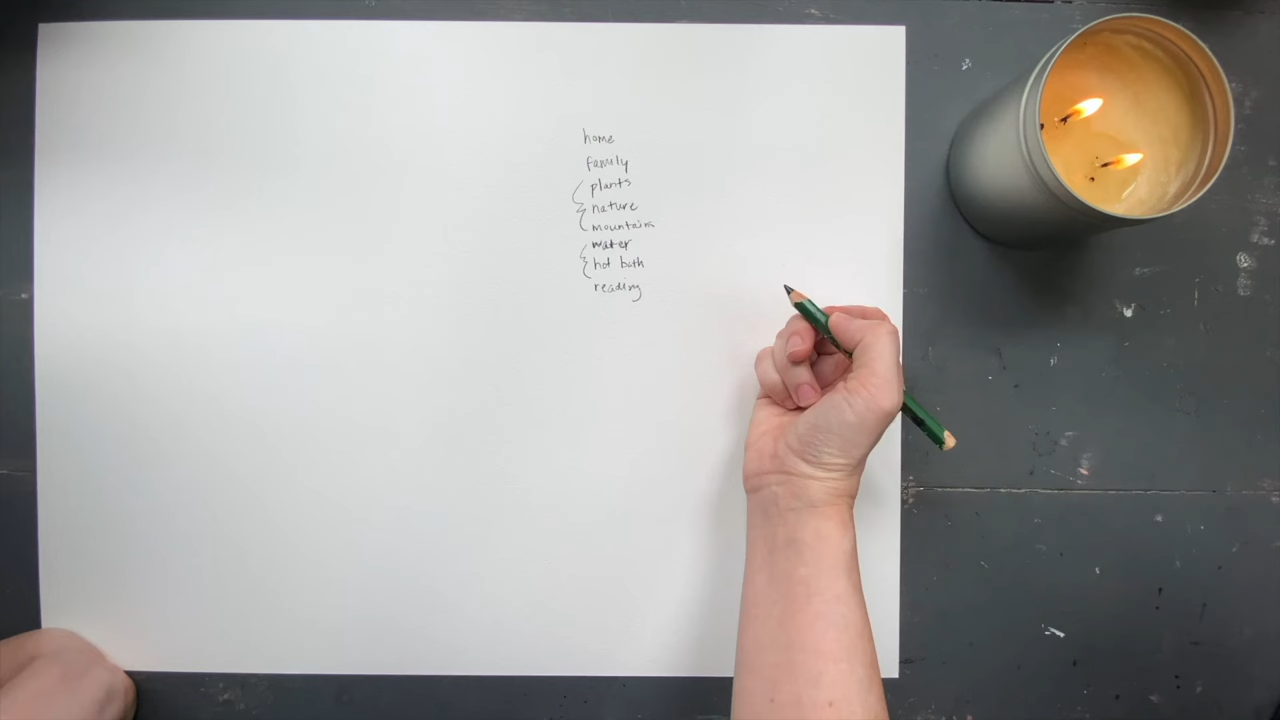 home
family
plants
nature
mountains
water
hot bath
reading